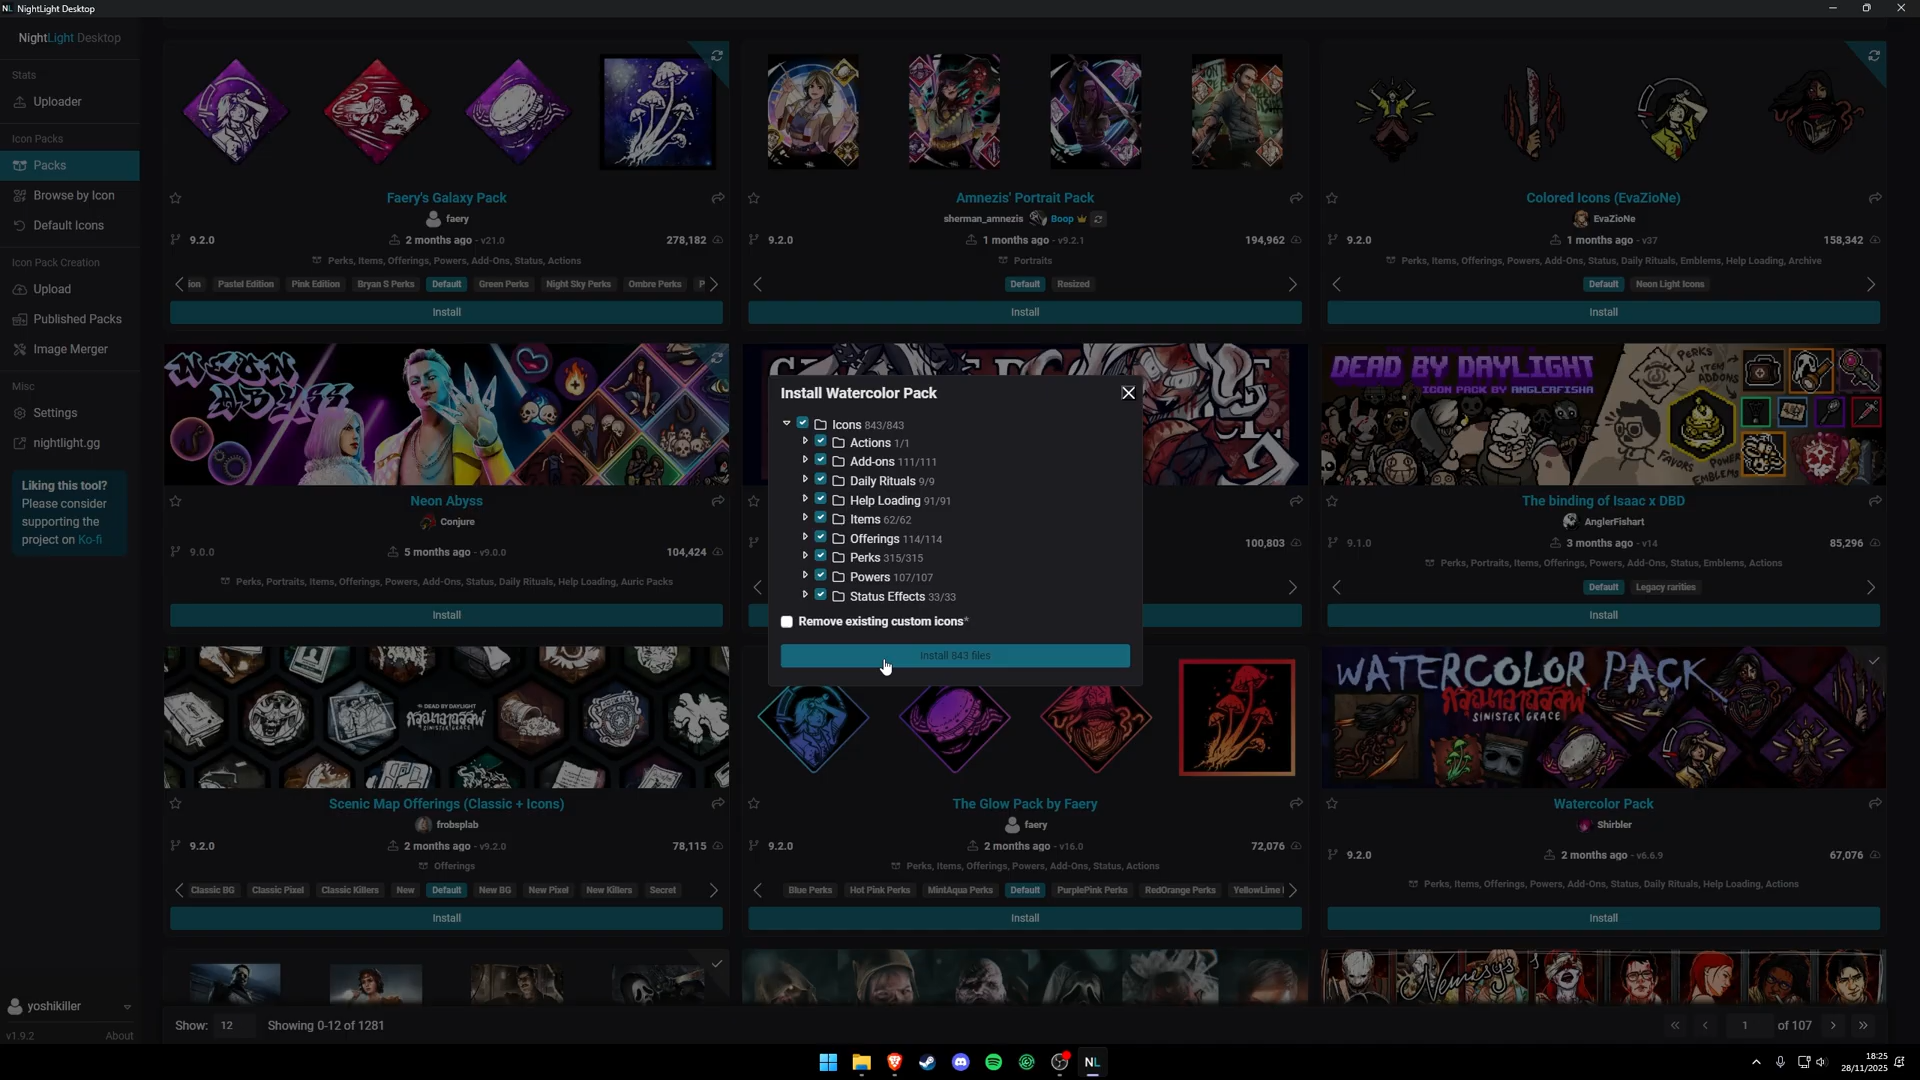 NL NightLight Desktop
NightLight Desktop
Stats
Uploader
Icon Packs
Packs
Browse by Icon
Default Icons
Icon Pack Creation
Upload
Published Packs
Image Merger
Misc
Settings
nightlight.gg
Liking this tool?
Please consider
supporting the
project on Ko-fi
yoshikiller
v1.9.2
About
Faery's Galaxy Pack
faery
9.2.0
2 months ago - v21.0
278,182
Perks, Items, Offerings, Powers, Add-Ons, Status, Actions
ion Pastel Edition Pink Edition Bryan S Perks Default Green Perks Night Sky Perks Ombre Perks P
Install
Amnezis' Portrait Pack
sherman_amnezis Boop
9.2.0
1 months ago - v9.2.1
194,962
Portraits
Default Resized
Install
Colored Icons (EvaZioNe)
EvaZioNe
9.2.0
1 months ago - v37
158,342
Perks, Items, Offerings, Powers, Add-Ons, Status, Daily Rituals, Emblems, Help Loading, Archive
Default Neon Light Icons
Install
NEON
ABYSS
Neon Abyss
Conjure
9.0.0
5 months ago - v9.0.0
104,424
Perks, Portraits, Items, Offerings, Powers, Add-Ons, Status, Daily Rituals, Help Loading, Auric Packs
Install
Install Watercolor Pack
Icons 843/843
Actions 1/1
Add-ons 111/111
Daily Rituals 9/9
Help Loading 91/91
Items 62/62
Offerings 114/114
Perks 315/315
Powers 107/107
Status Effects 33/33
Remove existing custom icons*
Install 843 files
100,803
DEAD BY DAYLIGHT
ICON PACK BY ANGLERFISHA
PERKS
ITEM
ADDONS
FAVORS
POWER
EMBLEMS
The binding of Isaac x DBD
AnglerFishart
9.1.0
3 months ago - v14
85,296
Perks, Portraits, Items, Offerings, Powers, Add-Ons, Status, Emblems, Actions
Default Legacy rarities
Install
DEAD BY DAYLIGHT
SINISTER GRACE
Scenic Map Offerings (Classic + Icons)
frobsplab
9.2.0
2 months ago - v9.2.0
78,115
Offerings
Classic BG Classic Pixel Classic Killers New Default New BG New Pixel New Killers Secret
Install
The Glow Pack by Faery
faery
9.2.0
2 months ago - v16.0
72,076
Perks, Items, Offerings, Powers, Add-Ons, Status, Actions
Blue Perks Hot Pink Perks MintAqua Perks Default PurplePink Perks RedOrange Perks YellowLime
Install
WATERCOLOR PACK
SINISTER GRACE
Watercolor Pack
Shirbler
9.2.0
2 months ago - v6.6.9
67,076
Perks, Items, Offerings, Powers, Add-Ons, Status, Daily Rituals, Help Loading, Actions
Install
Nemesys
Show: 12 Showing 0-12 of 1281
1 of 107
NL
18:25
28/11/2025